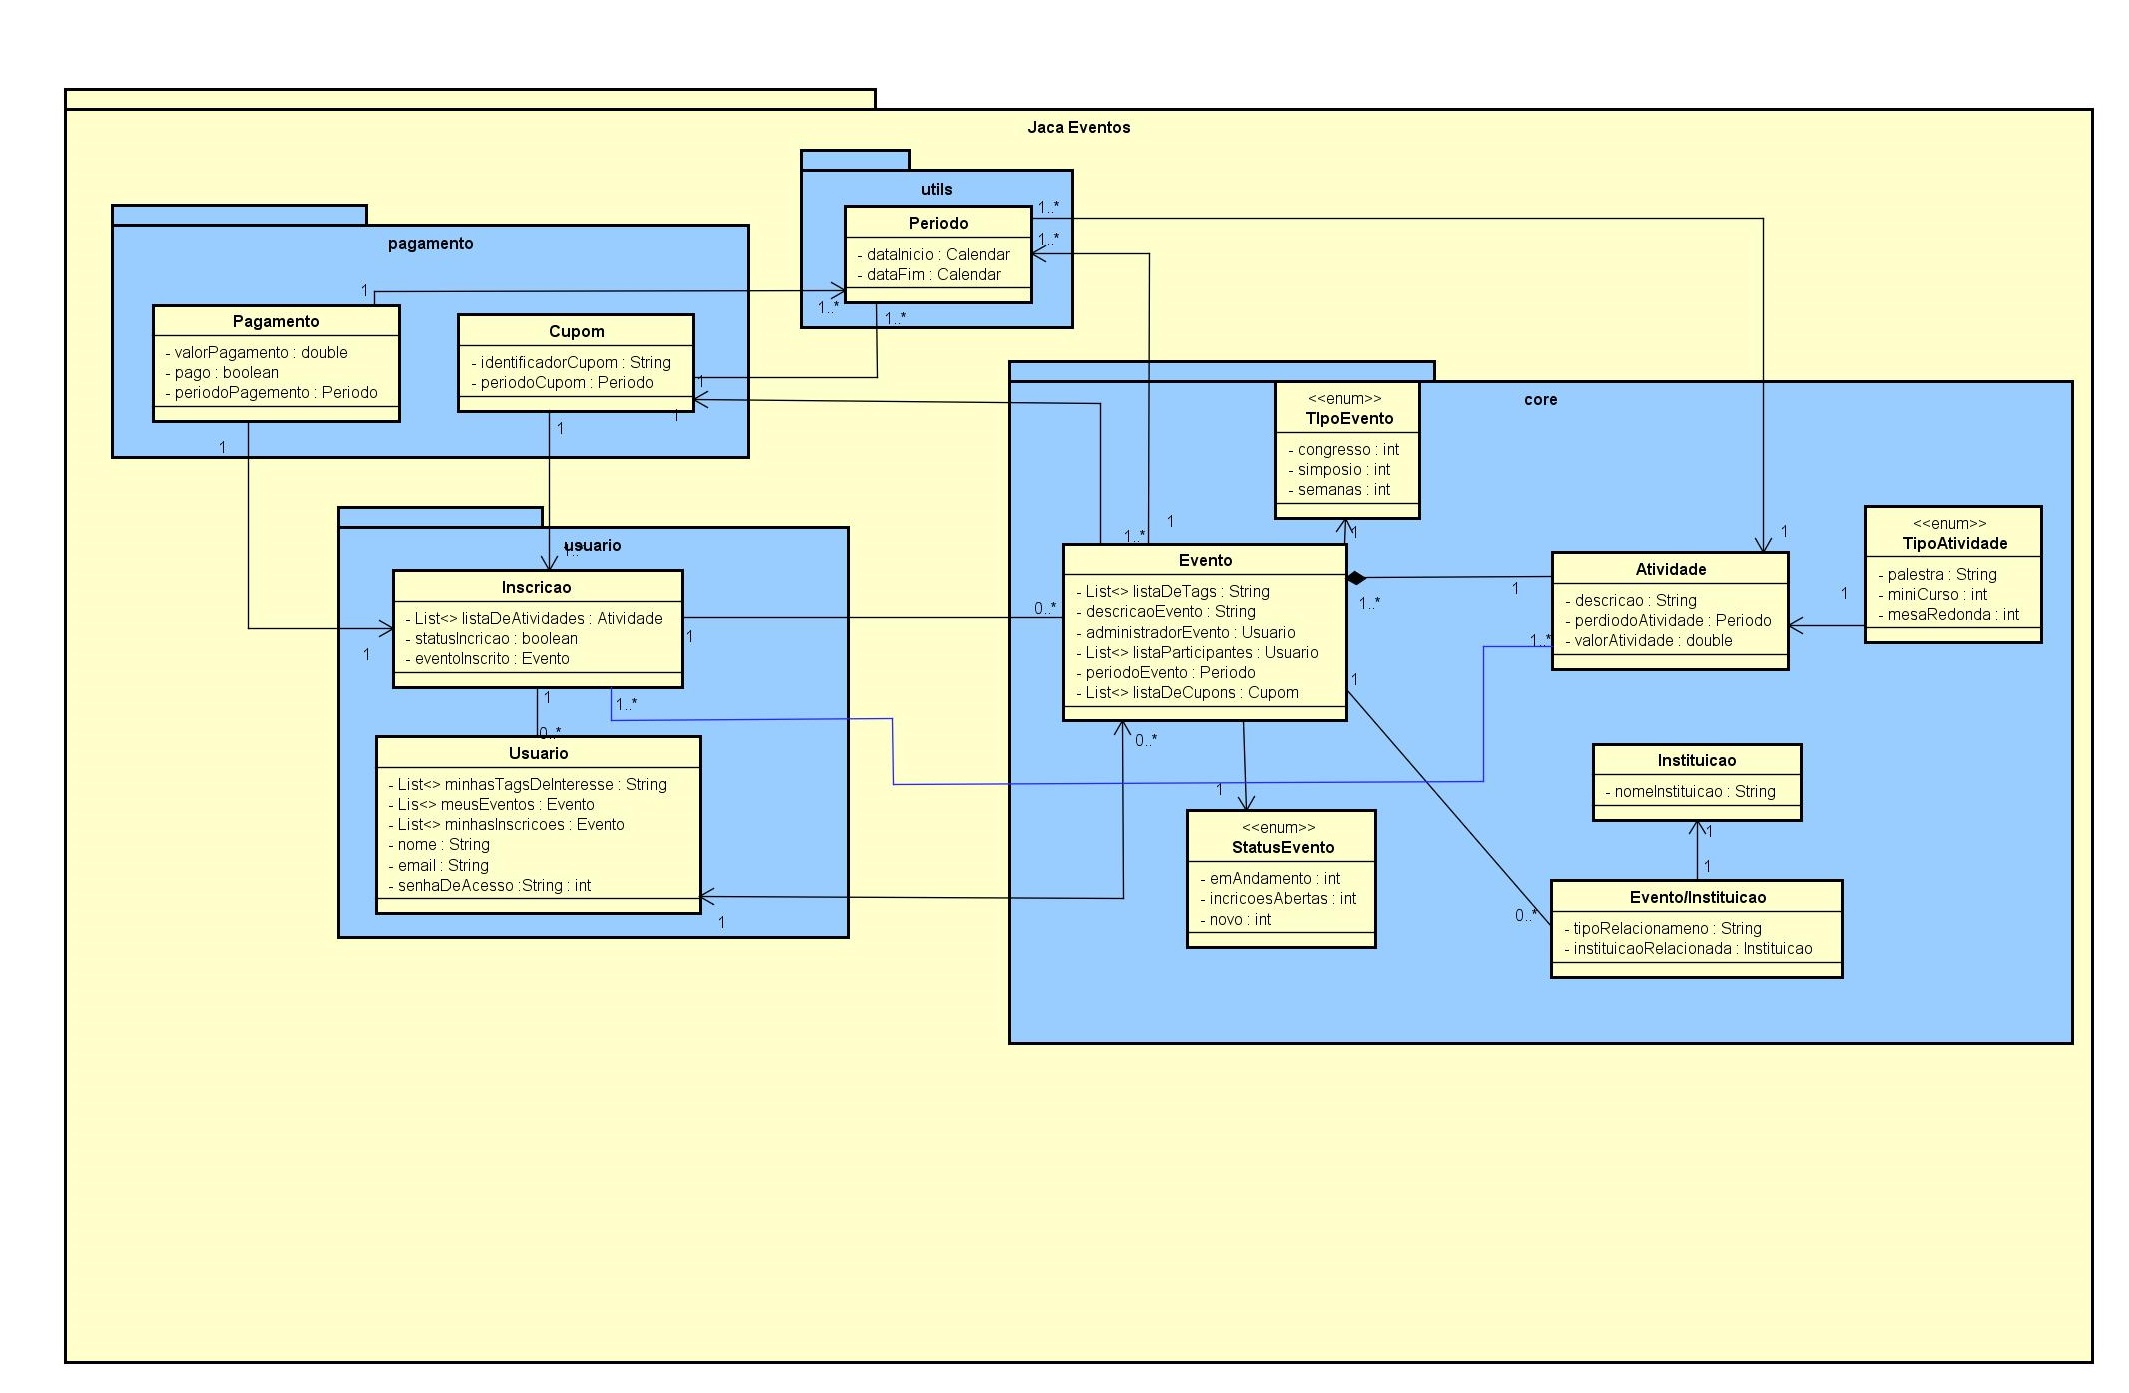 Jaca Eventos
utils
1..*
Periodo
1..*
- dataInicio : Calendar
- dataFim : Calendar
1..*
1..*
pagamento
1
Pagamento
- valorPagamento : double
- pago : boolean
- periodoPagemento : Periodo
1
Cupom
- identificadorCupom : String
- periodoCupom : Periodo
1
1
1
core
<<enum>>
TIpoEvento
- congresso : int
- simposio : int
- semanas : int
1
1
1..*
Evento
- List<> listaDeTags : String
- descricaoEvento : String
- administradorEvento : Usuario
- List<> listaParticipantes : Usuario
- periodoEvento : Periodo
- List<> listaDeCupons : Cupom
0..*
1..*
1
1
0..*
1
Atividade
- descricao : String
- perdiodoAtividade : Periodo
- valorAtividade : double
1..*
1
<<enum>>
TipoAtividade
- palestra : String
- miniCurso : int
- mesaRedonda : int
usuario
1..*
Inscricao
- List<> listaDeAtividades : Atividade
- statusIncricao : boolean
- eventoInscrito : Evento
1
1
1
1..*
0..*
Usuario
- List<> minhasTagsDeInteresse : String
- Lis<> meusEventos : Evento
- List<> minhasInscricoes : Evento
- nome : String
- email : String
- senhaDeAcesso :String : int
1
1
<<enum>>
StatusEvento
- emAndamento : int
- incricoesAbertas : int
- novo : int
Instituicao
- nomeInstituicao : String
1
1
0..*
Evento/Instituicao
- tipoRelacionameno : String
- instituicaoRelacionada : Instituicao